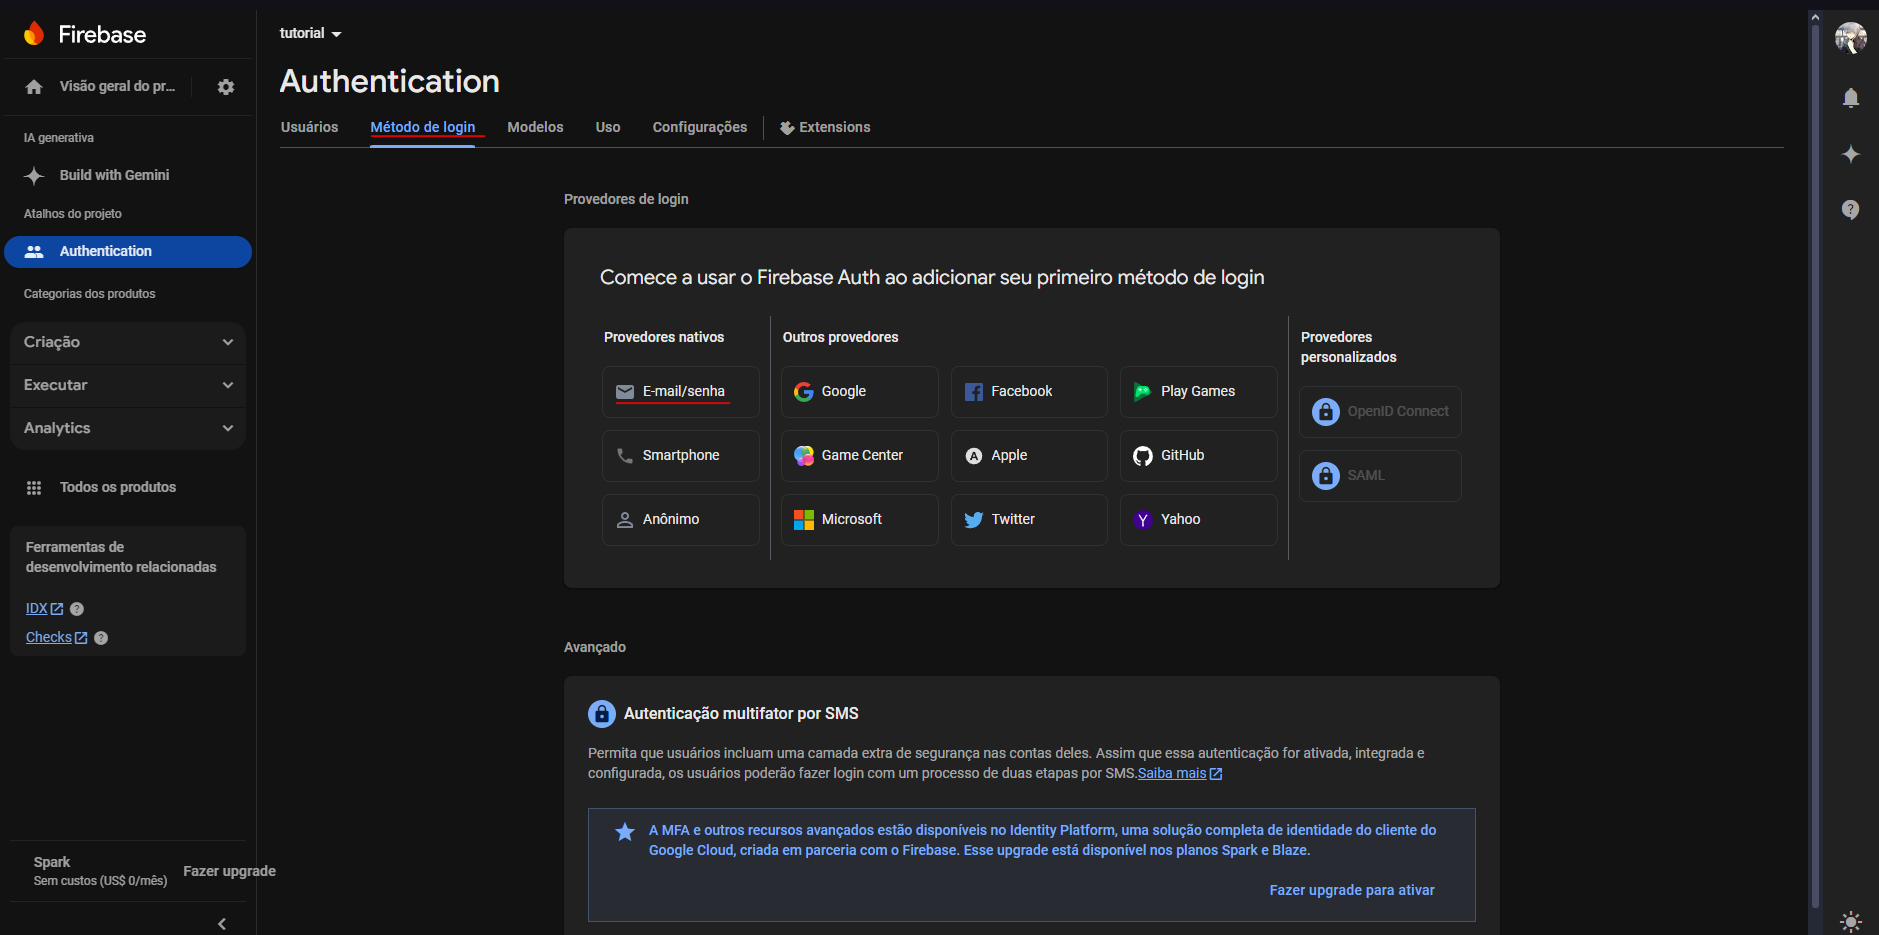 Firebase
Visão geral do pr...
IA generativa
Build with Gemini
Atalhos do projeto
Authentication
Categorias dos produtos
Criação
Executar
Analytics
Todos os produtos
Ferramentas de
desenvolvimento relacionadas
IDX
Checks
Spark
Sem custos (US$ 0/mês)
Fazer upgrade
tutorial
Authentication
Usuários
Método de login
Modelos
Uso
Configurações
Extensions
Provedores de login
Comece a usar o Firebase Auth ao adicionar seu primeiro método de login
Provedores nativos
E-mail/senha
Smartphone
Anônimo
Outros provedores
Google
Facebook
Play Games
Game Center
Apple
GitHub
Microsoft
Twitter
Yahoo
Provedores
personalizados
OpenID Connect
SAML
Avançado
Autenticação multifator por SMS
Permita que usuários incluam uma camada extra de segurança nas contas deles. Assim que essa autenticação for ativada, integrada e
configurada, os usuários poderão fazer login com um processo de duas etapas por SMS.Saiba mais
A MFA e outros recursos avançados estão disponíveis no Identity Platform, uma solução completa de identidade do cliente do
Google Cloud, criada em parceria com o Firebase. Esse upgrade está disponível nos planos Spark e Blaze.
Fazer upgrade para ativar